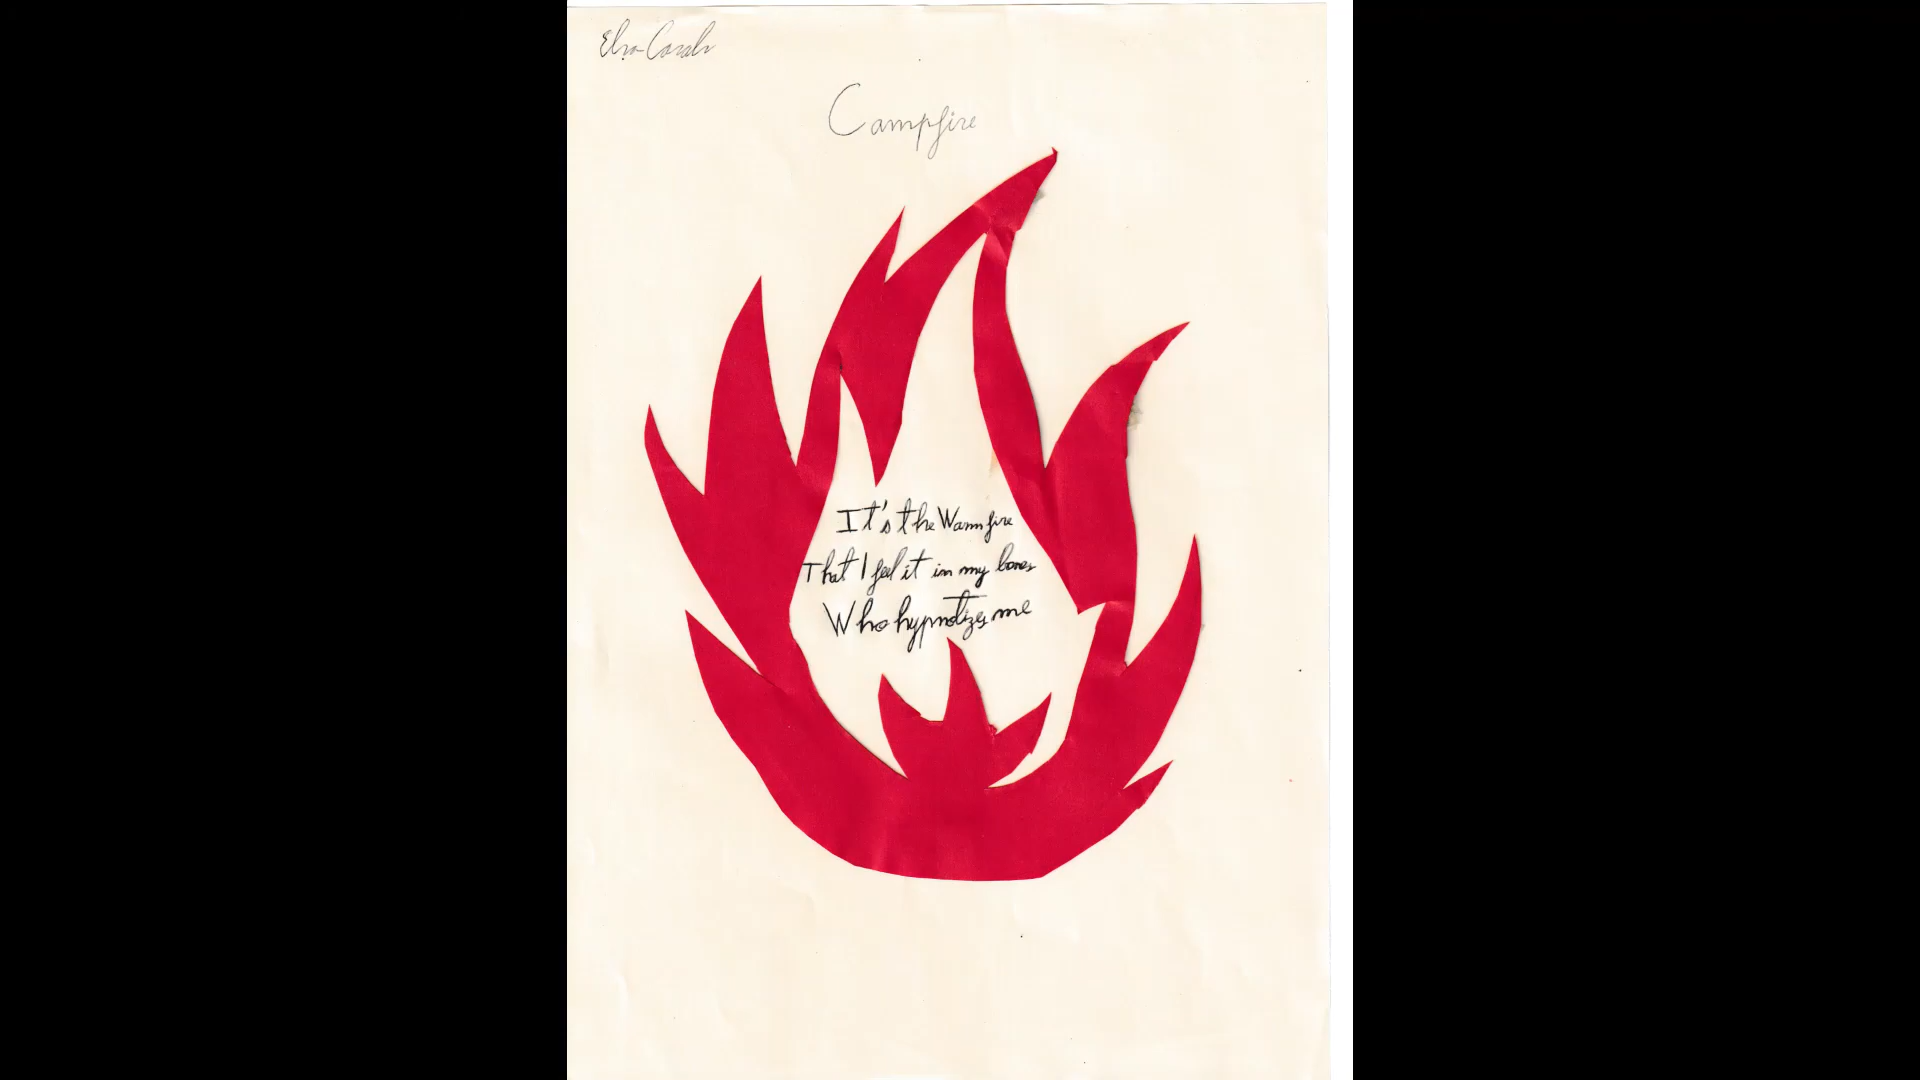 Campfire
It's the Warm fire
That I feel it in my bones
Who hypnotizes me